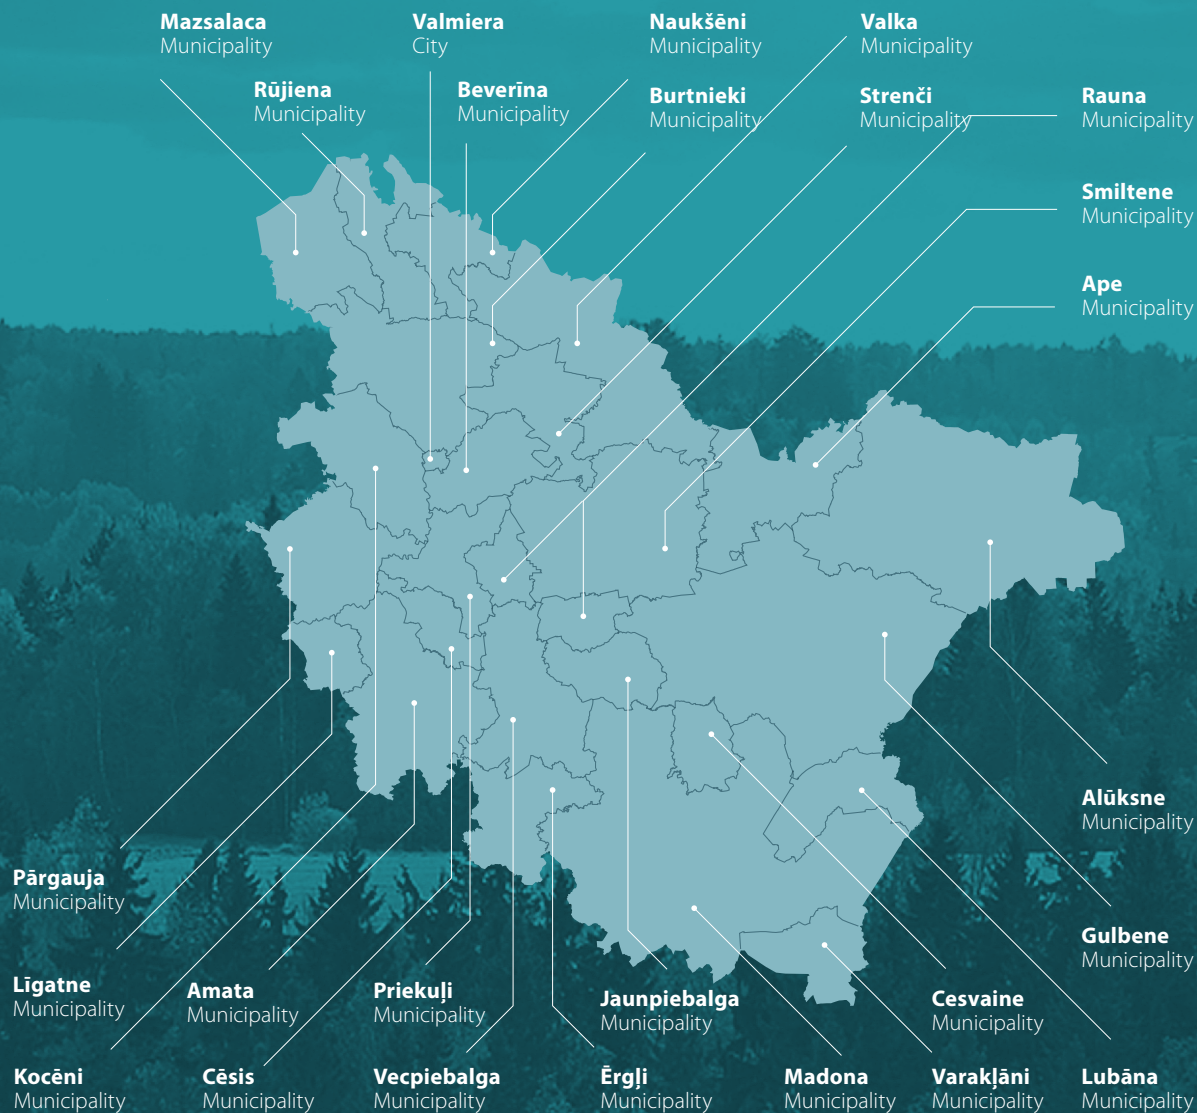 Mazsalaca
Municipality
Valmiera
City
Naukšēni
Municipality
Valka
Municipality
Rūjiena
Municipality
Beverīna
Municipality
Burtnieki
Municipality
Strenči
Municipality
Rauna
Municipality
Smiltene
Municipality
Ape
Municipality
Alūksne
Municipality
Pārgauja
Municipality
Gulbene
Municipality
Līgatne
Municipality
Amata
Municipality
Priekuļi
Municipality
Jaunpiebalga
Municipality
Cesvaine
Municipality
Kocēni
Municipality
Cēsis
Municipality
Vecpiebalga
Municipality
Ērgļi
Municipality
Madona
Municipality
Varakļāni
Municipality
Lubāna
Municipality